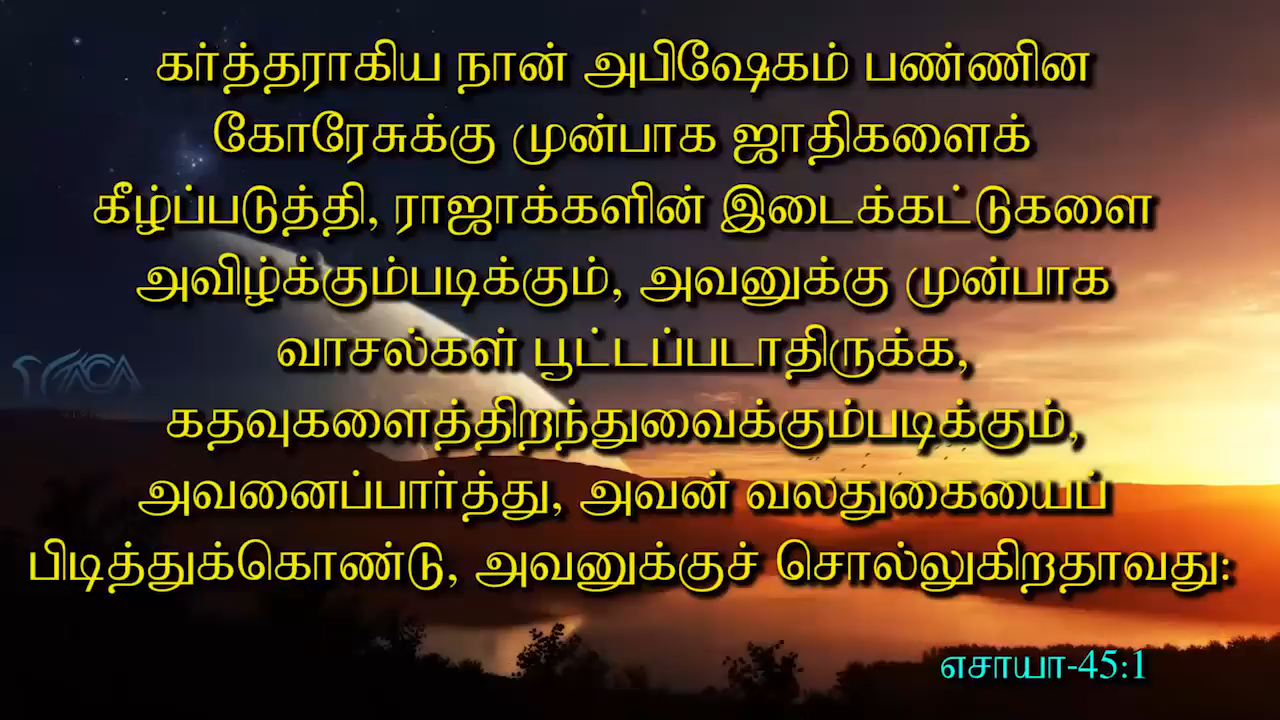 கர்த்தராகிய நான் அபிஷேகம் பண்ணின
கோரேசுக்கு முன்பாக ஜாதிகளைக்
கீழ்ப்படுத்தி, ராஜாக்களின் இடைக்கட்டுகளை
அவிழ்க்கும்படிக்கும், அவனுக்கு முன்பாக
வாசல்கள் பூட்டப்படாதிருக்க,
கதவுகளைத்திறந்துவைக்கும்படிக்கும்,
அவனைப்பார்த்து, அவன் வலதுகையைப்
பிடித்துக்கொண்டு, அவனுக்குச் சொல்லுகிறதாவது:
எசாயா-45:1